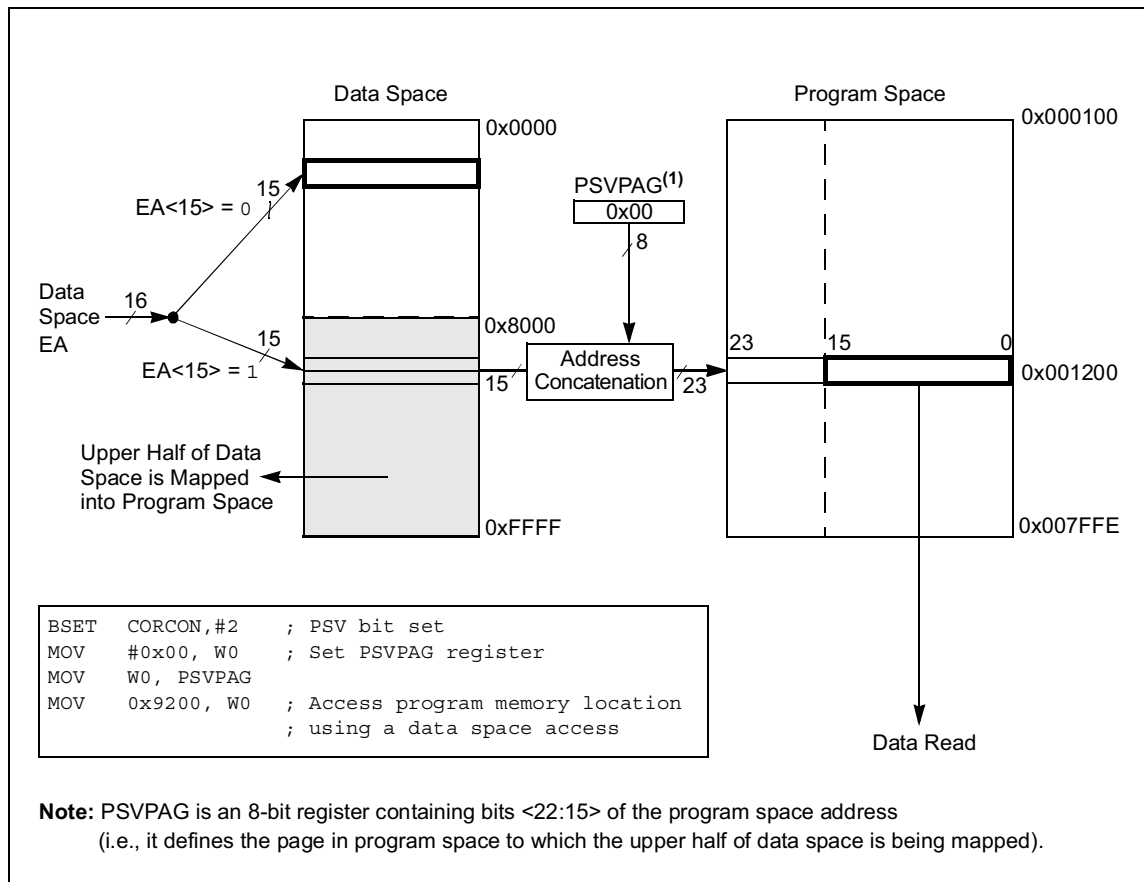 Data Space
Program Space
0x0000
0x000100
15
EA<15> = 0
PSVPAG(1)
0x00
8
Data
Space
EA
16
0x8000
15
EA<15> = 1
15
Address
Concatenation
23
23
15
0
0x001200
Upper Half of Data
Space is Mapped
into Program Space
0xFFFF
0x007FFE
BSET CORCON,#2 ; PSV bit set
MOV #0x00, W0 ; Set PSVPAG register
MOV W0, PSVPAG
MOV 0x9200, W0 ; Access program memory location
; using a data space access
Data Read
Note: PSVPAG is an 8-bit register containing bits <22:15> of the program space address
(i.e., it defines the page in program space to which the upper half of data space is being mapped).